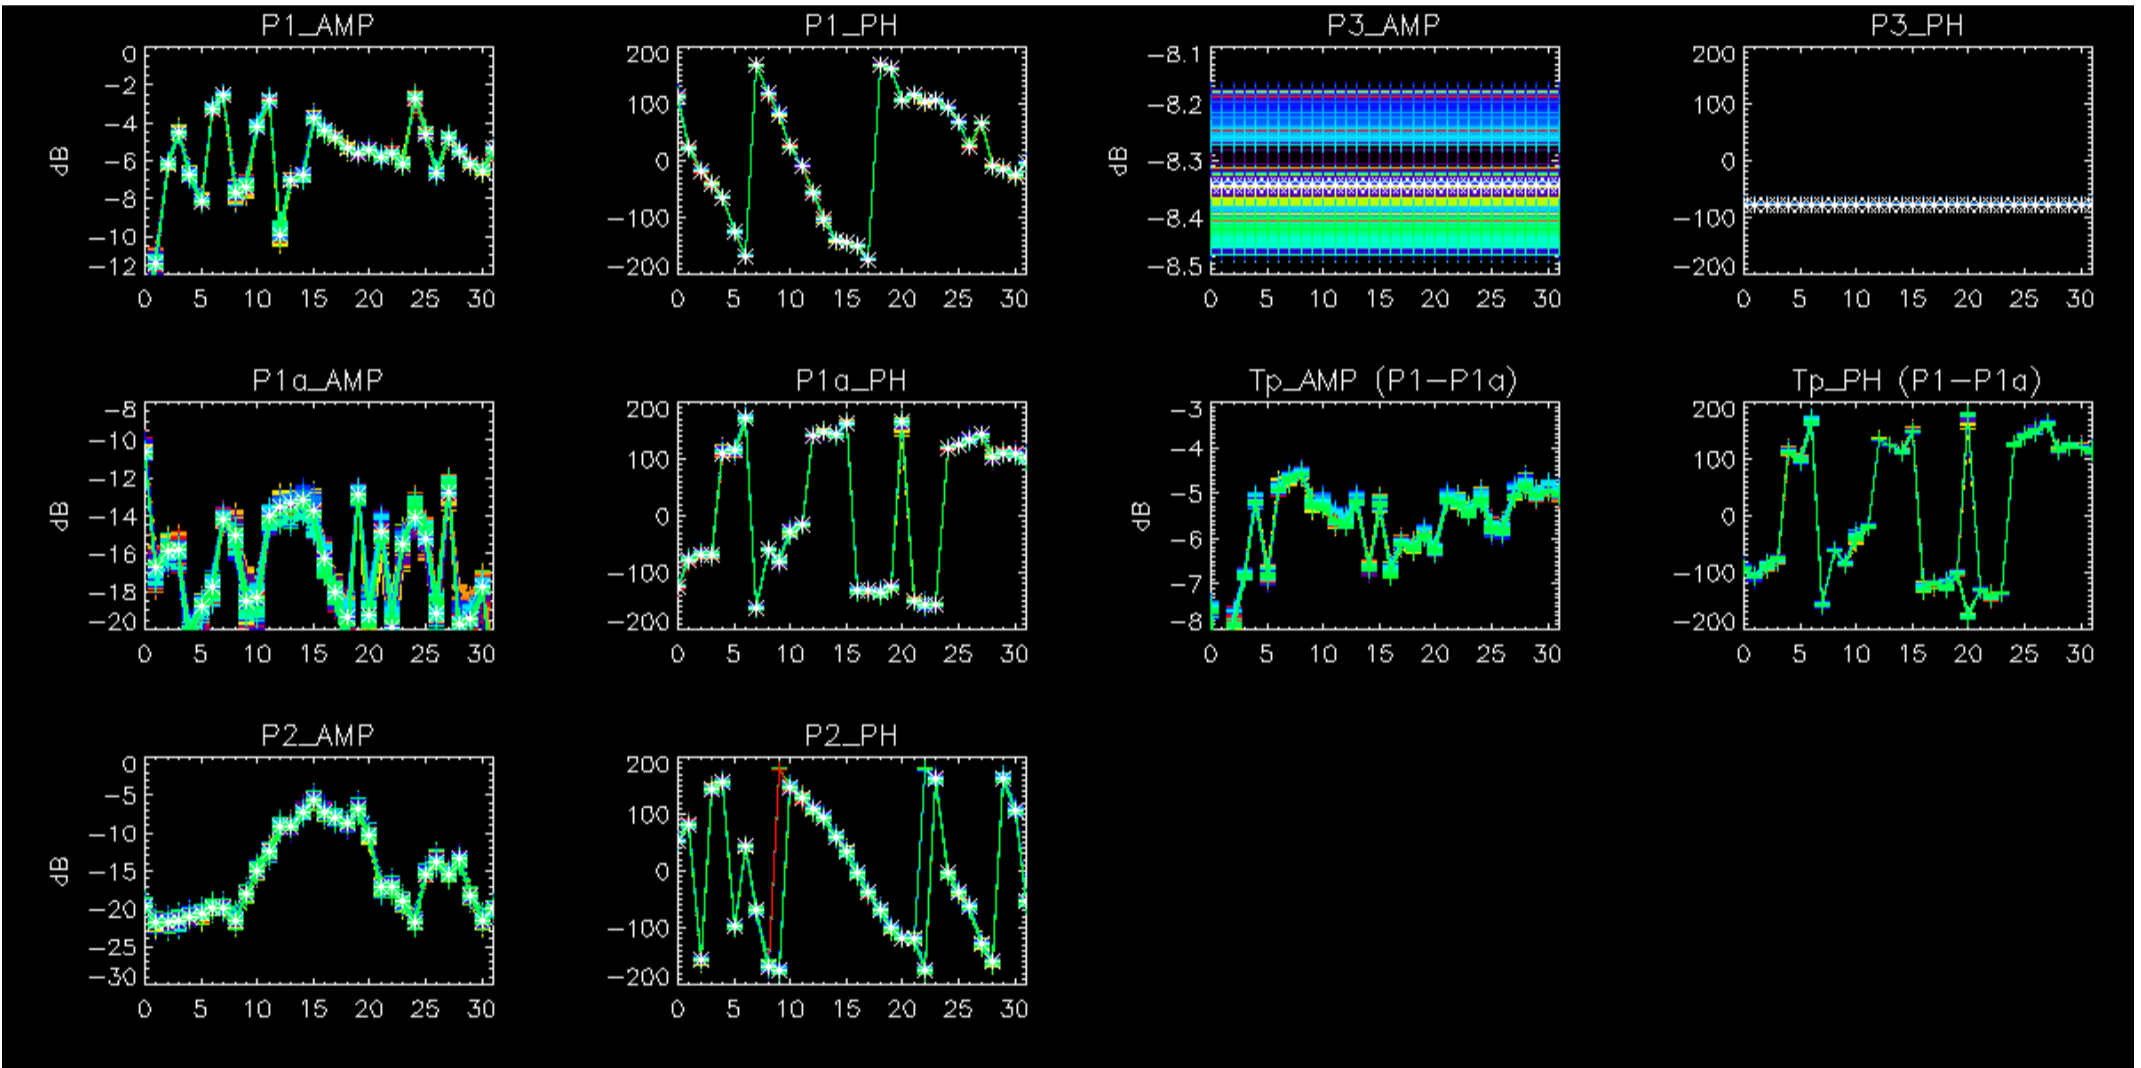 P1_AMP
0
-2
-4
-6
-8
-10
-12
dB
0 5 10 15 20 25 30
P1_PH
200
100
0
-100
-200
0 5 10 15 20 25 30
P3_AMP
-8.1
-8.2
-8.3
-8.4
-8.5
dB
0 5 10 15 20 25 30
P3_PH
200
100
0
-100
-200
0 5 10 15 20 25 30
P1a_AMP
-8
-10
-12
-14
-16
-18
-20
dB
0 5 10 15 20 25 30
P1a_PH
200
100
0
-100
-200
0 5 10 15 20 25 30
Tp_AMP (P1-P1a)
-3
-4
-5
-6
-7
-8
dB
0 5 10 15 20 25 30
Tp_PH (P1-P1a)
200
100
0
-100
-200
0 5 10 15 20 25 30
P2_AMP
0
-5
-10
-15
-20
-25
-30
dB
0 5 10 15 20 25 30
P2_PH
200
100
0
-100
-200
0 5 10 15 20 25 30